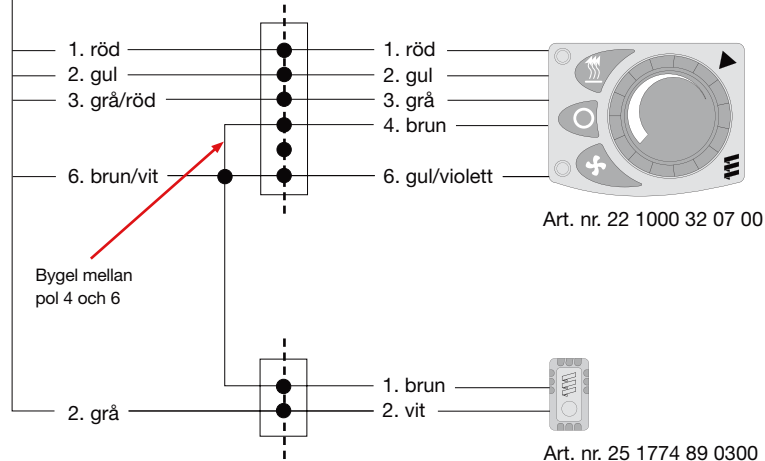 1. röd
1. röd
2. gul
2. gul
3. grå/röd
3. grå
4. brun
6. brun/vit
6. gul/violett
Art. nr. 22 1000 32 07 00
Bygel mellan
pol 4 och 6
1. brun
2. grå
2. vit
Art. nr. 25 1774 89 0300